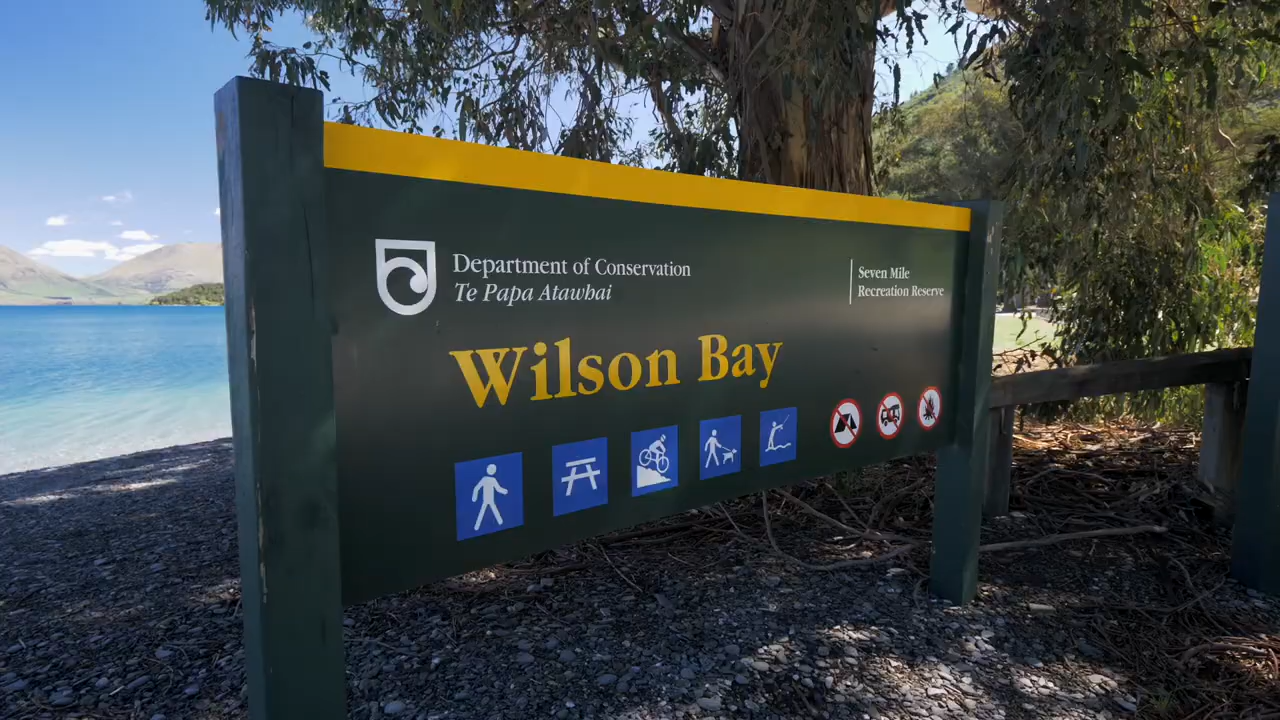 Department of Conservation
Te Papa Atawhai
Seven Mile
Recreation Reserve
Wilson Bay